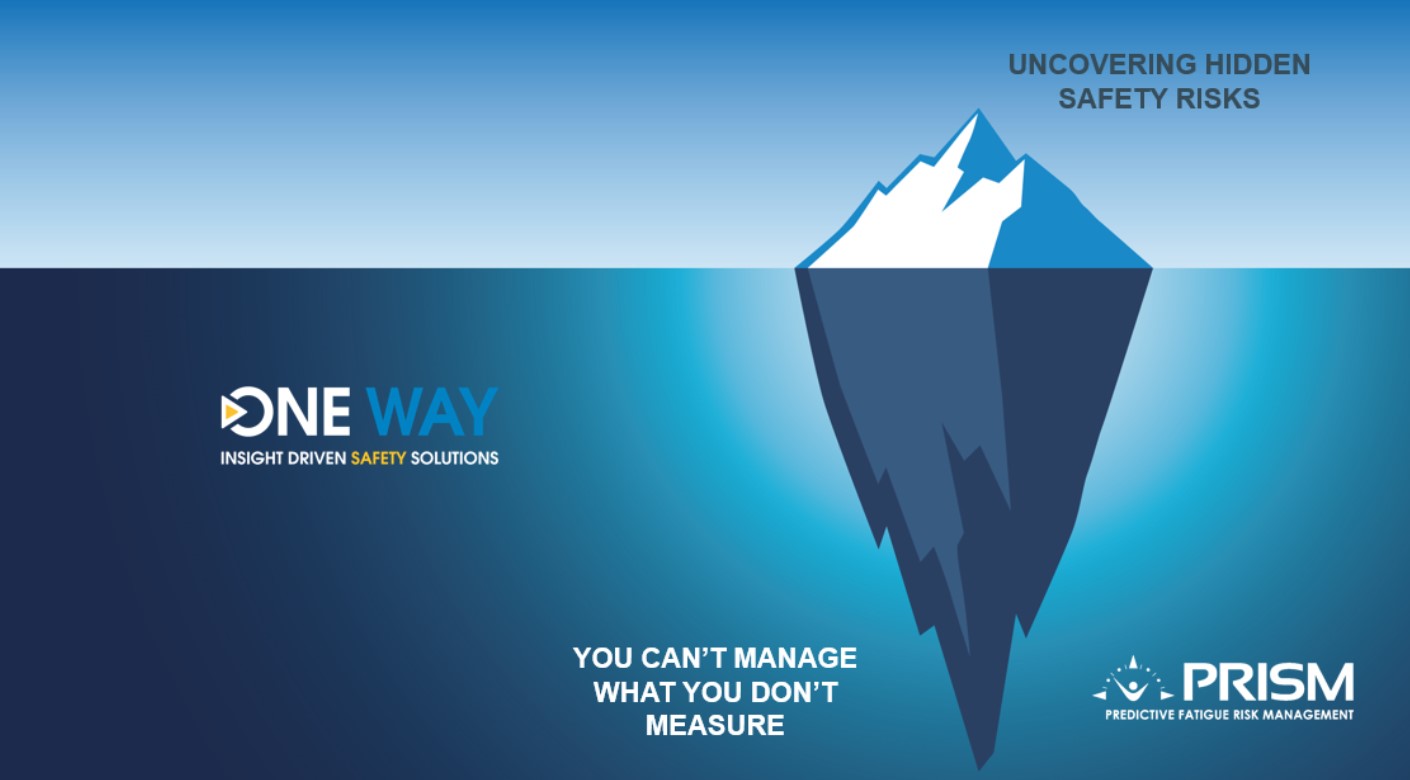 UNCOVERING HIDDEN
SAFETY RISKS
ONE WAY
INSIGHT DRIVEN SAFETY SOLUTIONS
YOU CAN’T MANAGE
WHAT YOU DON’T
MEASURE
PRISM
PREDICTIVE FATIGUE RISK MANAGEMENT